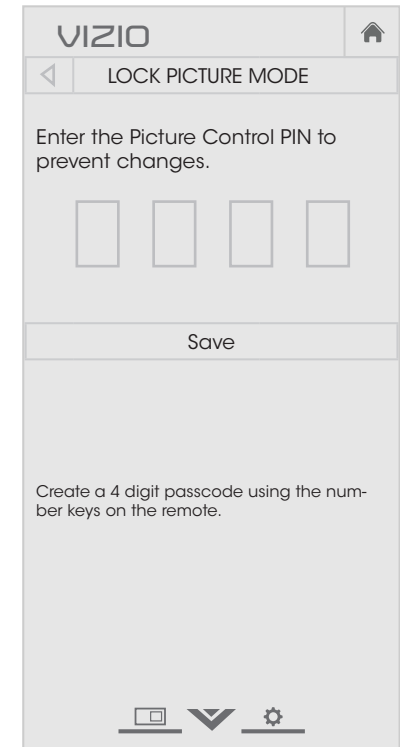 VIZIO
LOCK PICTURE MODE
Enter the Picture Control PIN to
prevent changes.
Save
Create a 4 digit passcode using the num-
ber keys on the remote.